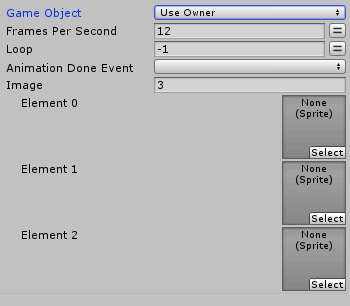 Game Object Use Owner
Frames Per Second 12
Loop -1
Animation Done Event
Image 3
Element 0 None
(Sprite)
Select
Element 1 None
(Sprite)
Select
Element 2 None
(Sprite)
Select